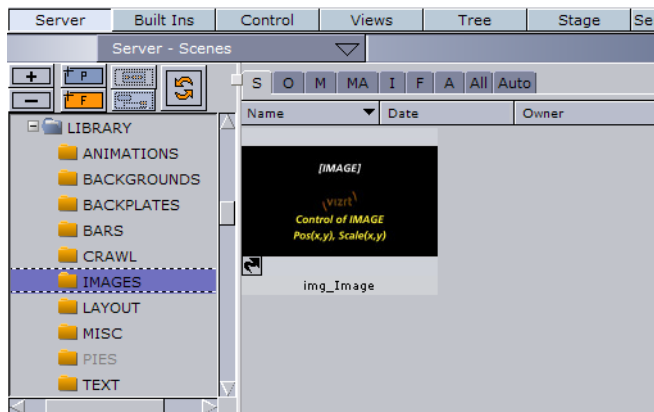 Server Built Ins Control Views Tree Stage Se
Server - Scenes
+ P
- F
S O M MA I F A All Auto
Name Date Owner
LIBRARY
ANIMATIONS
BACKGROUNDS
BACKPLATES
BARS
CRAWL
IMAGES
LAYOUT
MISC
PIES
TEXT
[IMAGE]
vizrt
Control of IMAGE
Pos(x,y), Scale(x,y)
img_Image